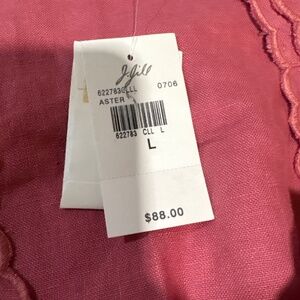 J.Jill
622783CLLL 0706
ASTER
622783 CLL L
L
$88.00